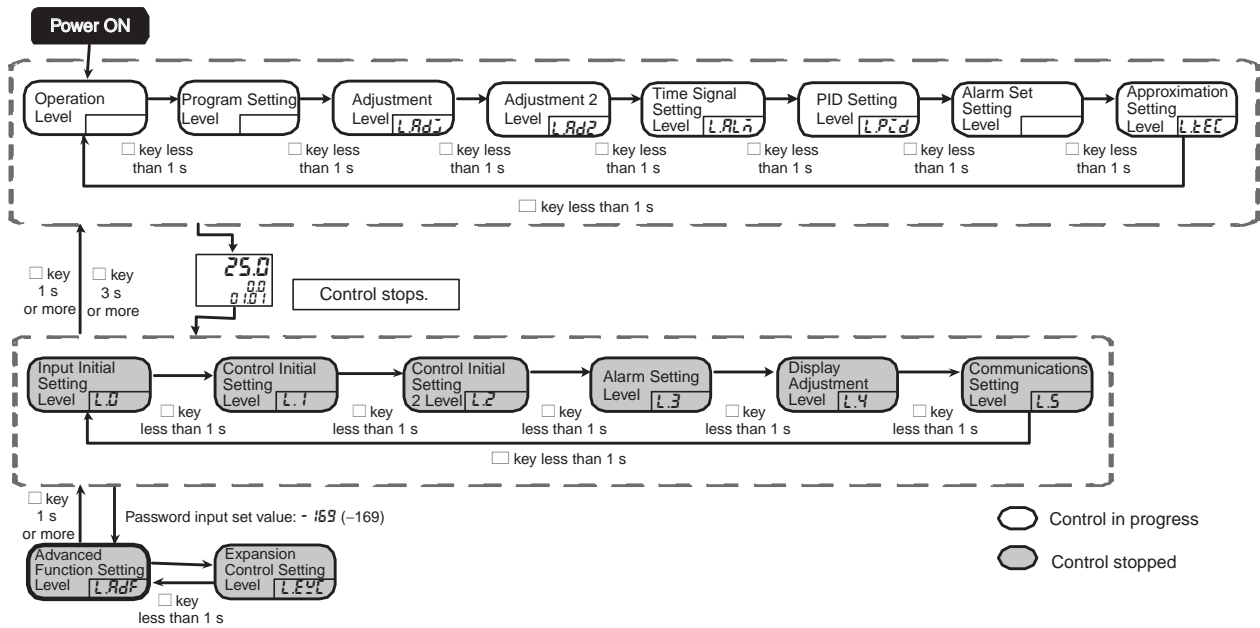 Power ON
Operation
Level
Program Setting
Level
Adjustment
Level L.Adj
Adjustment 2
Level L.Ad2
Time Signal
Setting
Level L.ALM
PID Setting
Level L.Pid
Alarm Set
Setting
Level
Approximation
Setting
Level L.tEC
□ key less
than 1 s
□ key less
than 1 s
□ key less
than 1 s
□ key less
than 1 s
□ key less
than 1 s
□ key less
than 1 s
□ key less
than 1 s
□ key less than 1 s
□ key
1 s
or more
□ key
3 s
or more
25.0
0.0
01.01
Control stops.
Input Initial
Setting
Level L.0
Control Initial
Setting
Level L.1
Control Initial
Setting
2 Level L.2
Alarm Setting
Level L.3
Display
Adjustment
Level L.4
Communications
Setting
Level L.5
□ key
less than 1 s
□ key
less than 1 s
□ key
less than 1 s
□ key
less than 1 s
□ key
less than 1 s
□ key less than 1 s
□ key
1 s
or more
Password input set value: -169 (−169)
Advanced
Function Setting
Level L.AdF
Expansion
Control Setting
Level L.EXC
□ key
less than 1 s
Control in progress
Control stopped